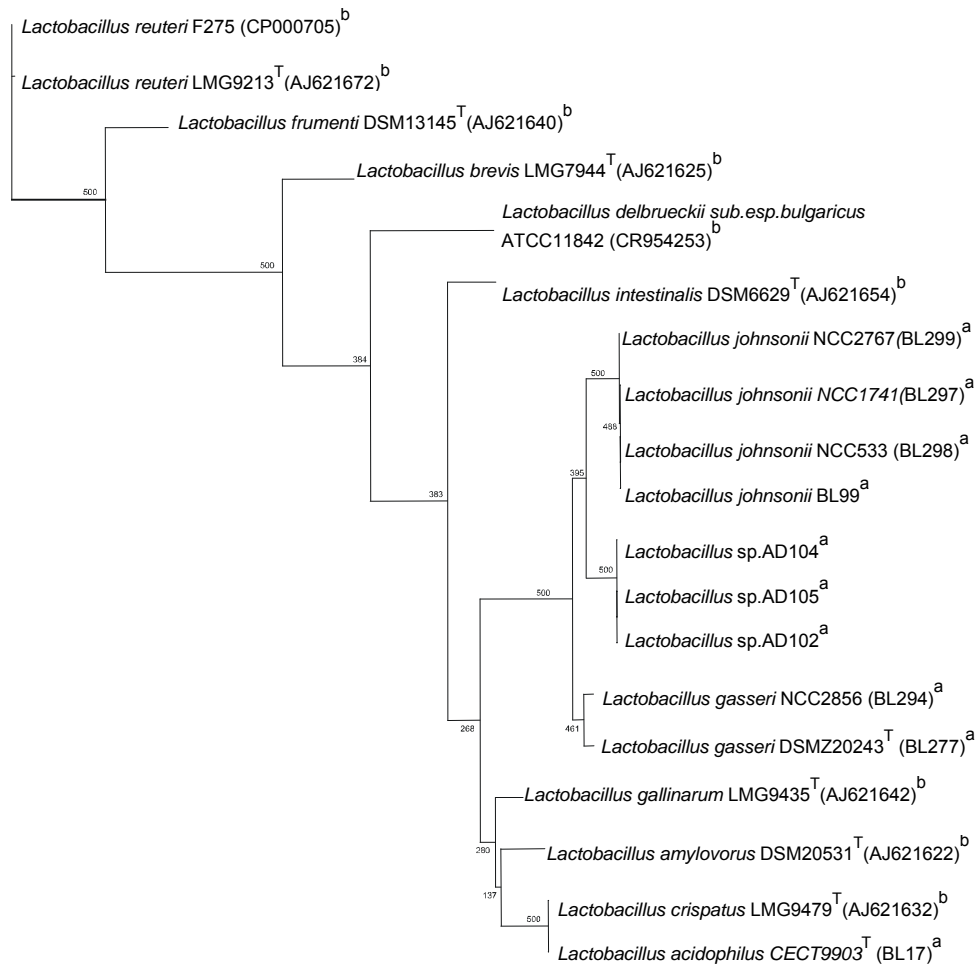 Lactobacillus reuteri F275 (CP000705)b
Lactobacillus reuteri LMG9213T(AJ621672)b
Lactobacillus frumenti DSM13145T(AJ621640)b
Lactobacillus brevis LMG7944T(AJ621625)b
500
Lactobacillus delbrueckii sub.esp.bulgaricus
ATCC11842 (CR954253)b
500
Lactobacillus intestinalis DSM6629T(AJ621654)b
Lactobacillus johnsonii NCC2767(BL299)a
384
500
Lactobacillus johnsonii NCC1741(BL297)a
488
Lactobacillus johnsonii NCC533 (BL298)a
395
383
Lactobacillus johnsonii BL99a
Lactobacillus sp.AD104a
500
500
Lactobacillus sp.AD105a
Lactobacillus sp.AD102a
Lactobacillus gasseri NCC2856 (BL294)a
268
461
Lactobacillus gasseri DSMZ20243T (BL277)a
Lactobacillus gallinarum LMG9435T(AJ621642)b
283
Lactobacillus amylovorus DSM20531T(AJ621622)b
137
Lactobacillus crispatus LMG9479T(AJ621632)b
500
Lactobacillus acidophilus CECT9903T (BL17)a